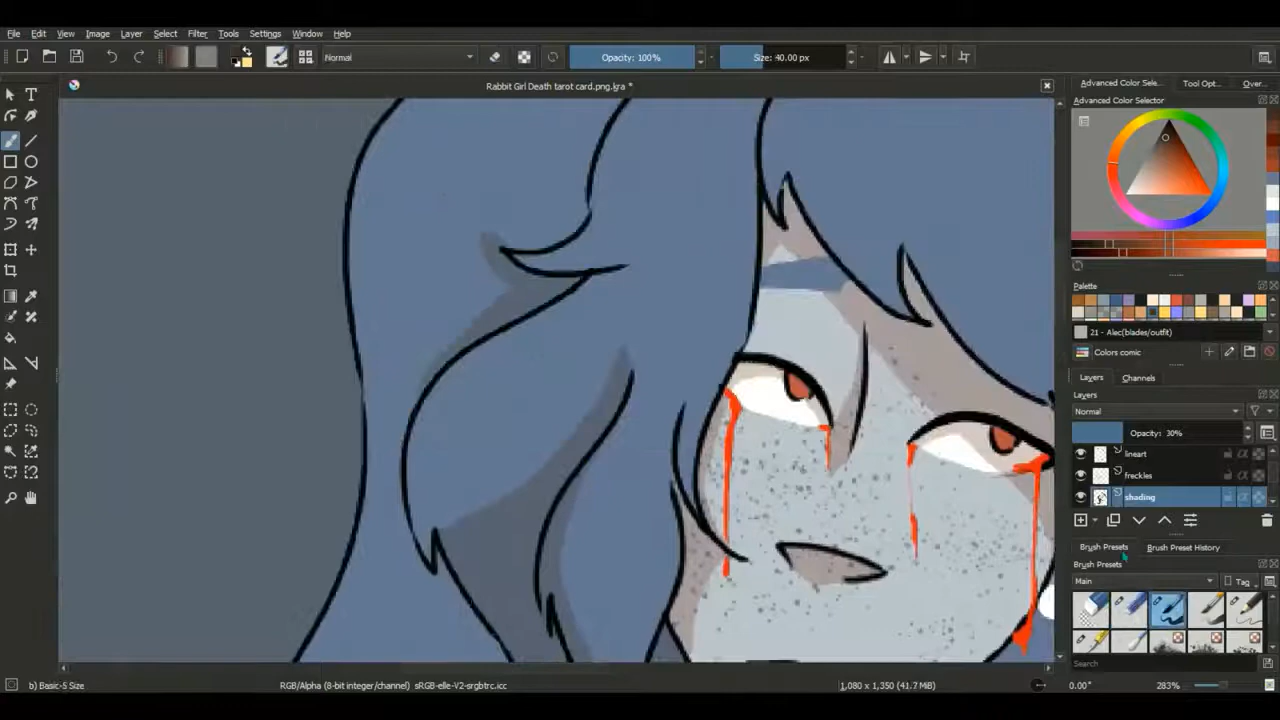 File Edit View Image Layer Select Filter Tools Settings Window Help
Normal Opacity: 100% Size: 40.00 px
Rabbit Girl Death tarot card.png.kra *
Advanced Color Sele... Tool Opt... Over...
Advanced Color Selector
Palette
21 - Alec(blades/outfit)
Colors comic
Layers Channels
Layers
Normal
Opacity: 30%
lineart
freckles
shading
Brush Presets Brush Preset History
Brush Presets
Main Tag
Search
b) Basic-5 Size RGB/Alpha (8-bit integer/channel) sRGB-elle-V2-srgbtrc.icc 1,080 x 1,350 (41.7 MiB) 0.00° 283%